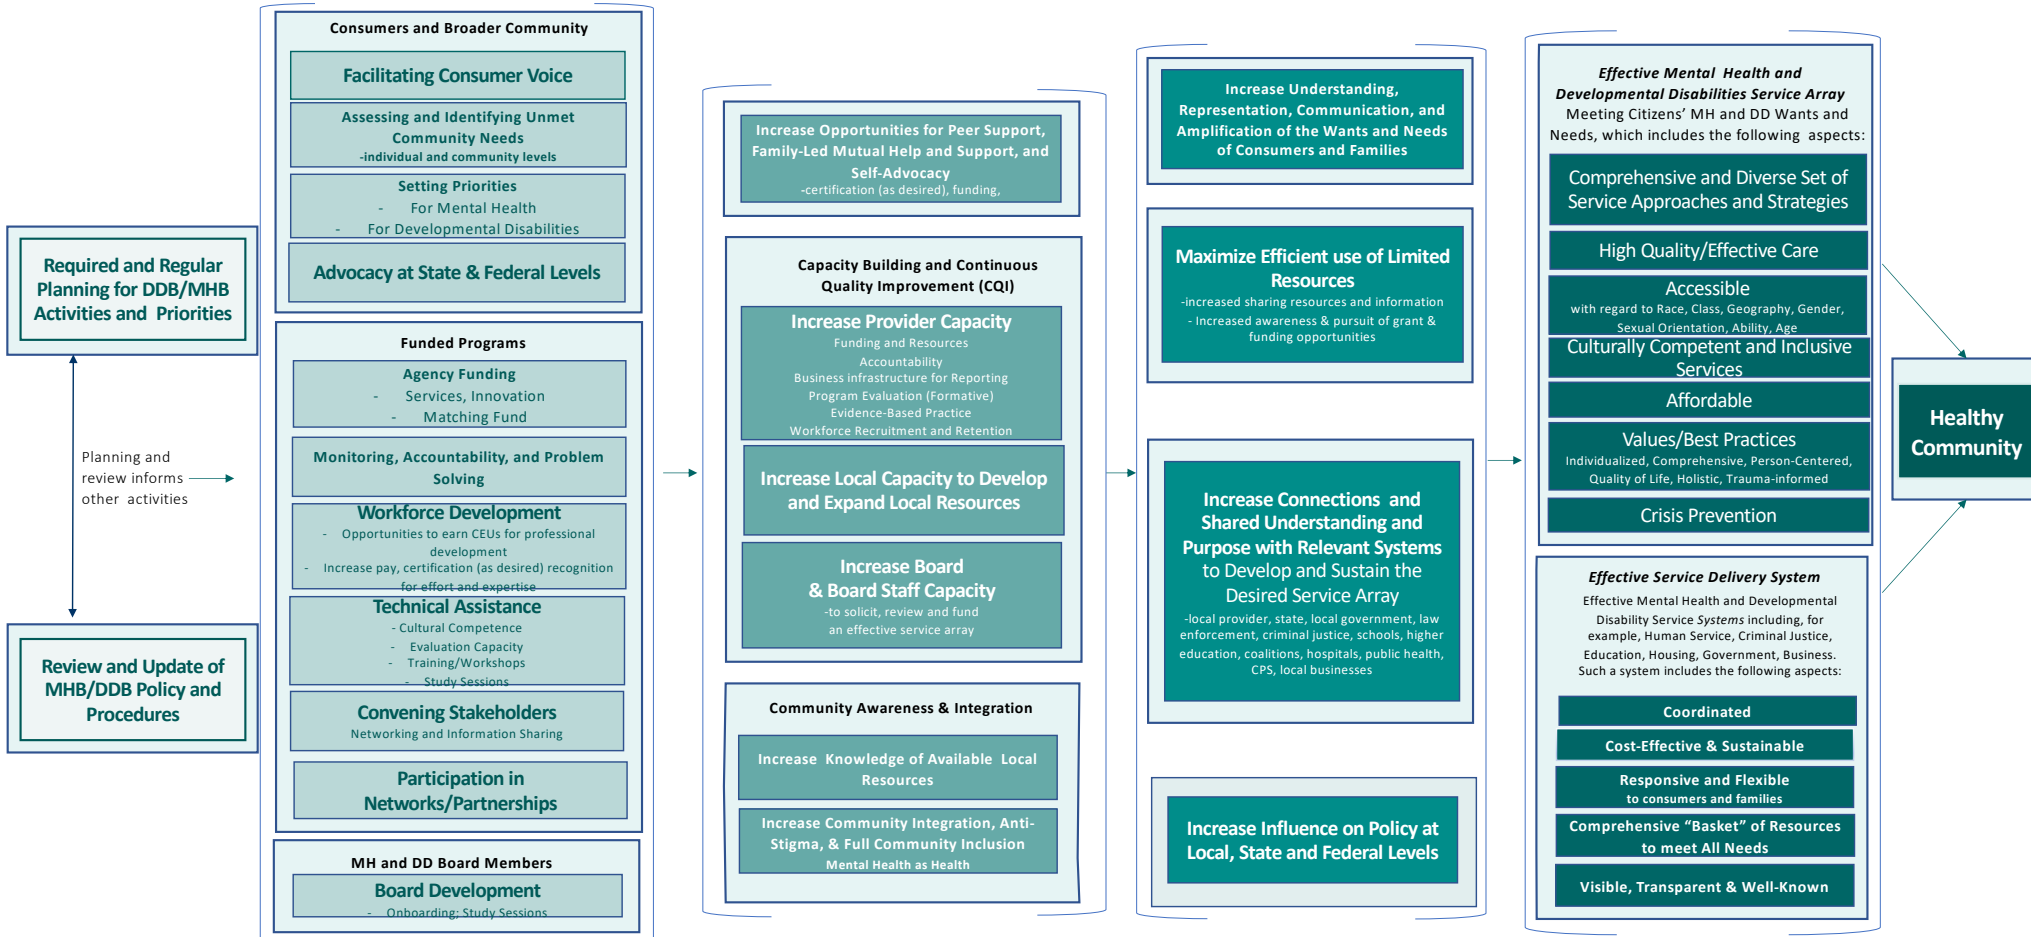 Required and Regular
Planning for DDB/MHB
Activities and Priorities
Planning and
review informs
other activities
Review and Update of
MHB/DDB Policy and
Procedures
Consumers and Broader Community
Facilitating Consumer Voice
Assessing and Identifying Unmet
Community Needs
-individual and community levels
Setting Priorities
- For Mental Health
- For Developmental Disabilities
Advocacy at State & Federal Levels
Funded Programs
Agency Funding
- Services, Innovation
- Matching Fund
Monitoring, Accountability, and Problem
Solving
Workforce Development
- Opportunities to earn CEUs for professional
development
- Increase pay, certification (as desired) recognition
for effort and expertise
Technical Assistance
- Cultural Competence
- Evaluation Capacity
- Training/Workshops
- Study Sessions
Convening Stakeholders
Networking and Information Sharing
Participation in
Networks/Partnerships
MH and DD Board Members
Board Development
- Onboarding; Study Sessions
Increase Opportunities for Peer Support,
Family-Led Mutual Help and Support, and
Self-Advocacy
-certification (as desired), funding,
Capacity Building and Continuous
Quality Improvement (CQI)
Increase Provider Capacity
Funding and Resources
Accountability
Business infrastructure for Reporting
Program Evaluation (Formative)
Evidence-Based Practice
Workforce Recruitment and Retention
Increase Local Capacity to Develop
and Expand Local Resources
Increase Board
& Board Staff Capacity
-to solicit, review and fund
an effective service array
Community Awareness & Integration
Increase Knowledge of Available Local
Resources
Increase Community Integration, Anti-
Stigma, & Full Community Inclusion
Mental Health as Health
Increase Understanding,
Representation, Communication, and
Amplification of the Wants and Needs
of Consumers and Families
Maximize Efficient use of Limited
Resources
-increased sharing resources and information
- Increased awareness & pursuit of grant &
funding opportunities
Increase Connections and
Shared Understanding and
Purpose with Relevant Systems
to Develop and Sustain the
Desired Service Array
-local provider, state, local government, law
enforcement, criminal justice, schools, higher
education, coalitions, hospitals, public health,
CPS, local businesses
Increase Influence on Policy at
Local, State and Federal Levels
Effective Mental Health and
Developmental Disabilities Service Array
Meeting Citizens' MH and DD Wants and
Needs, which includes the following aspects:
Comprehensive and Diverse Set of
Service Approaches and Strategies
High Quality/Effective Care
Accessible
with regard to Race, Class, Geography, Gender,
Sexual Orientation, Ability, Age
Culturally Competent and Inclusive
Services
Affordable
Values/Best Practices
Individualized, Comprehensive, Person-Centered,
Quality of Life, Holistic, Trauma-informed
Crisis Prevention
Effective Service Delivery System
Effective Mental Health and Developmental
Disability Service Systems including, for
example, Human Service, Criminal Justice,
Education, Housing, Government, Business.
Such a system includes the following aspects:
Coordinated
Cost-Effective & Sustainable
Responsive and Flexible
to consumers and families
Comprehensive “Basket” of Resources
to meet All Needs
Visible, Transparent & Well-Known
Healthy
Community